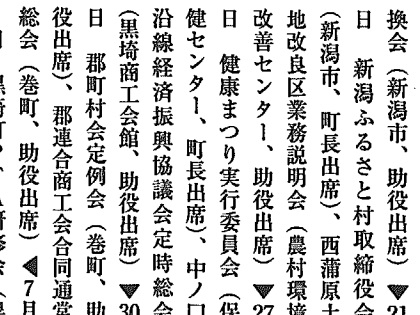 換会（新潟市、助役出席）▼21
日　新潟ふるさと村取締役会
（新潟市、町長出席）、西蒲原土
地改良区業務説明会（農村環境
改善センター、助役出席）▼27
日　健康まつり実行委員会（保
健センター、町長出席）、中ノ口
沿線経済振興協議会定時総会
（黒埼商工会館、助役出席）▼30
日　郡町村会定例会（巻町、助
役出席）、郡連合商工会合同通常
総会（巻町、助役出席）◀7月